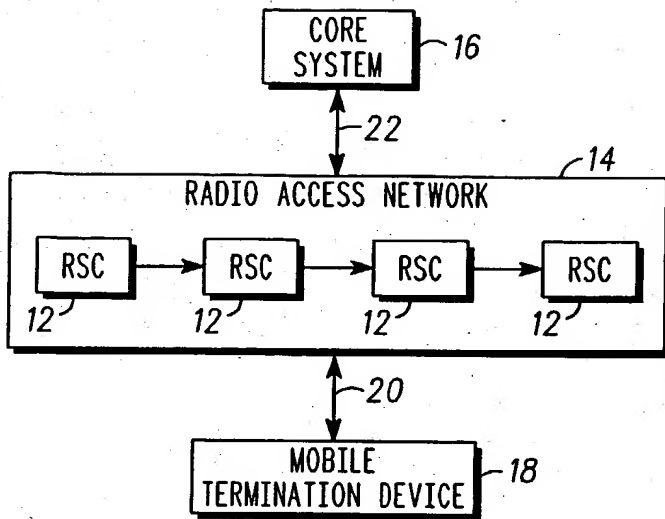 CORE
SYSTEM
16
22
14
RADIO ACCESS NETWORK
RSC RSC RSC RSC
12 12 12 12
20
MOBILE
TERMINATION DEVICE
18